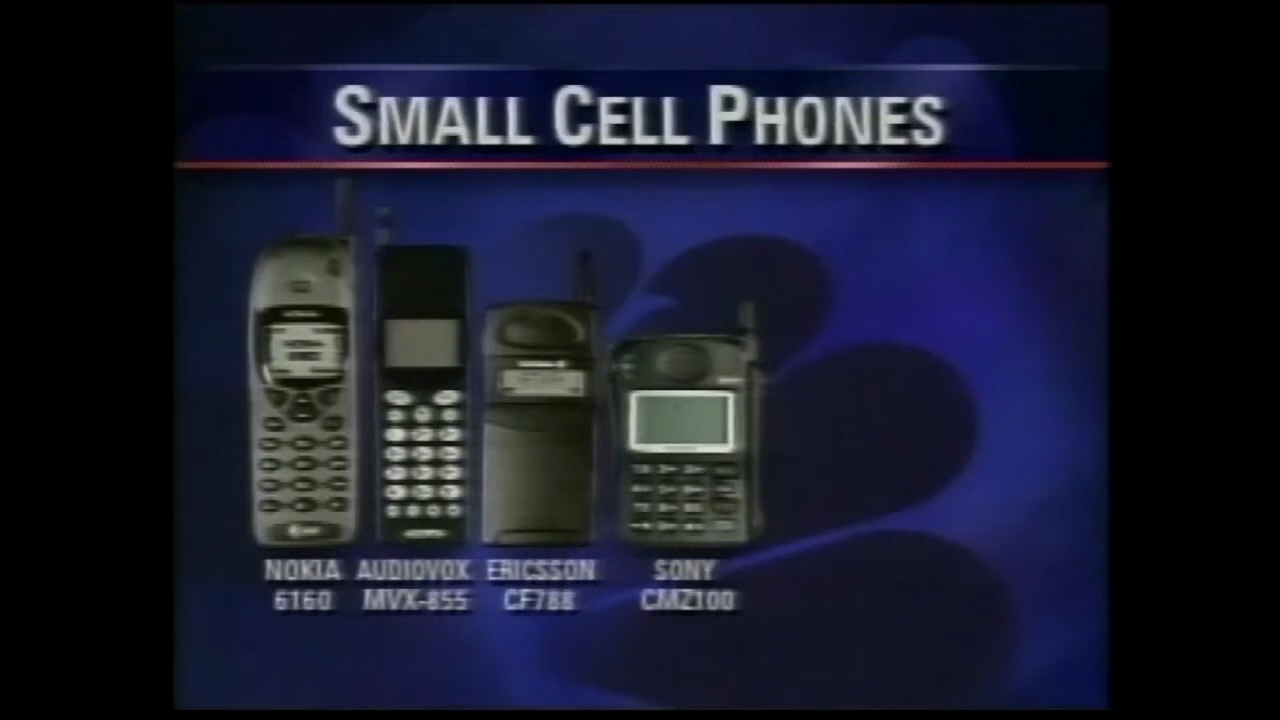 SMALL CELL PHONES
NOKIA
6160
AUDIOVOX
MVX-855
ERICSSON
CF788
SONY
CMZ100